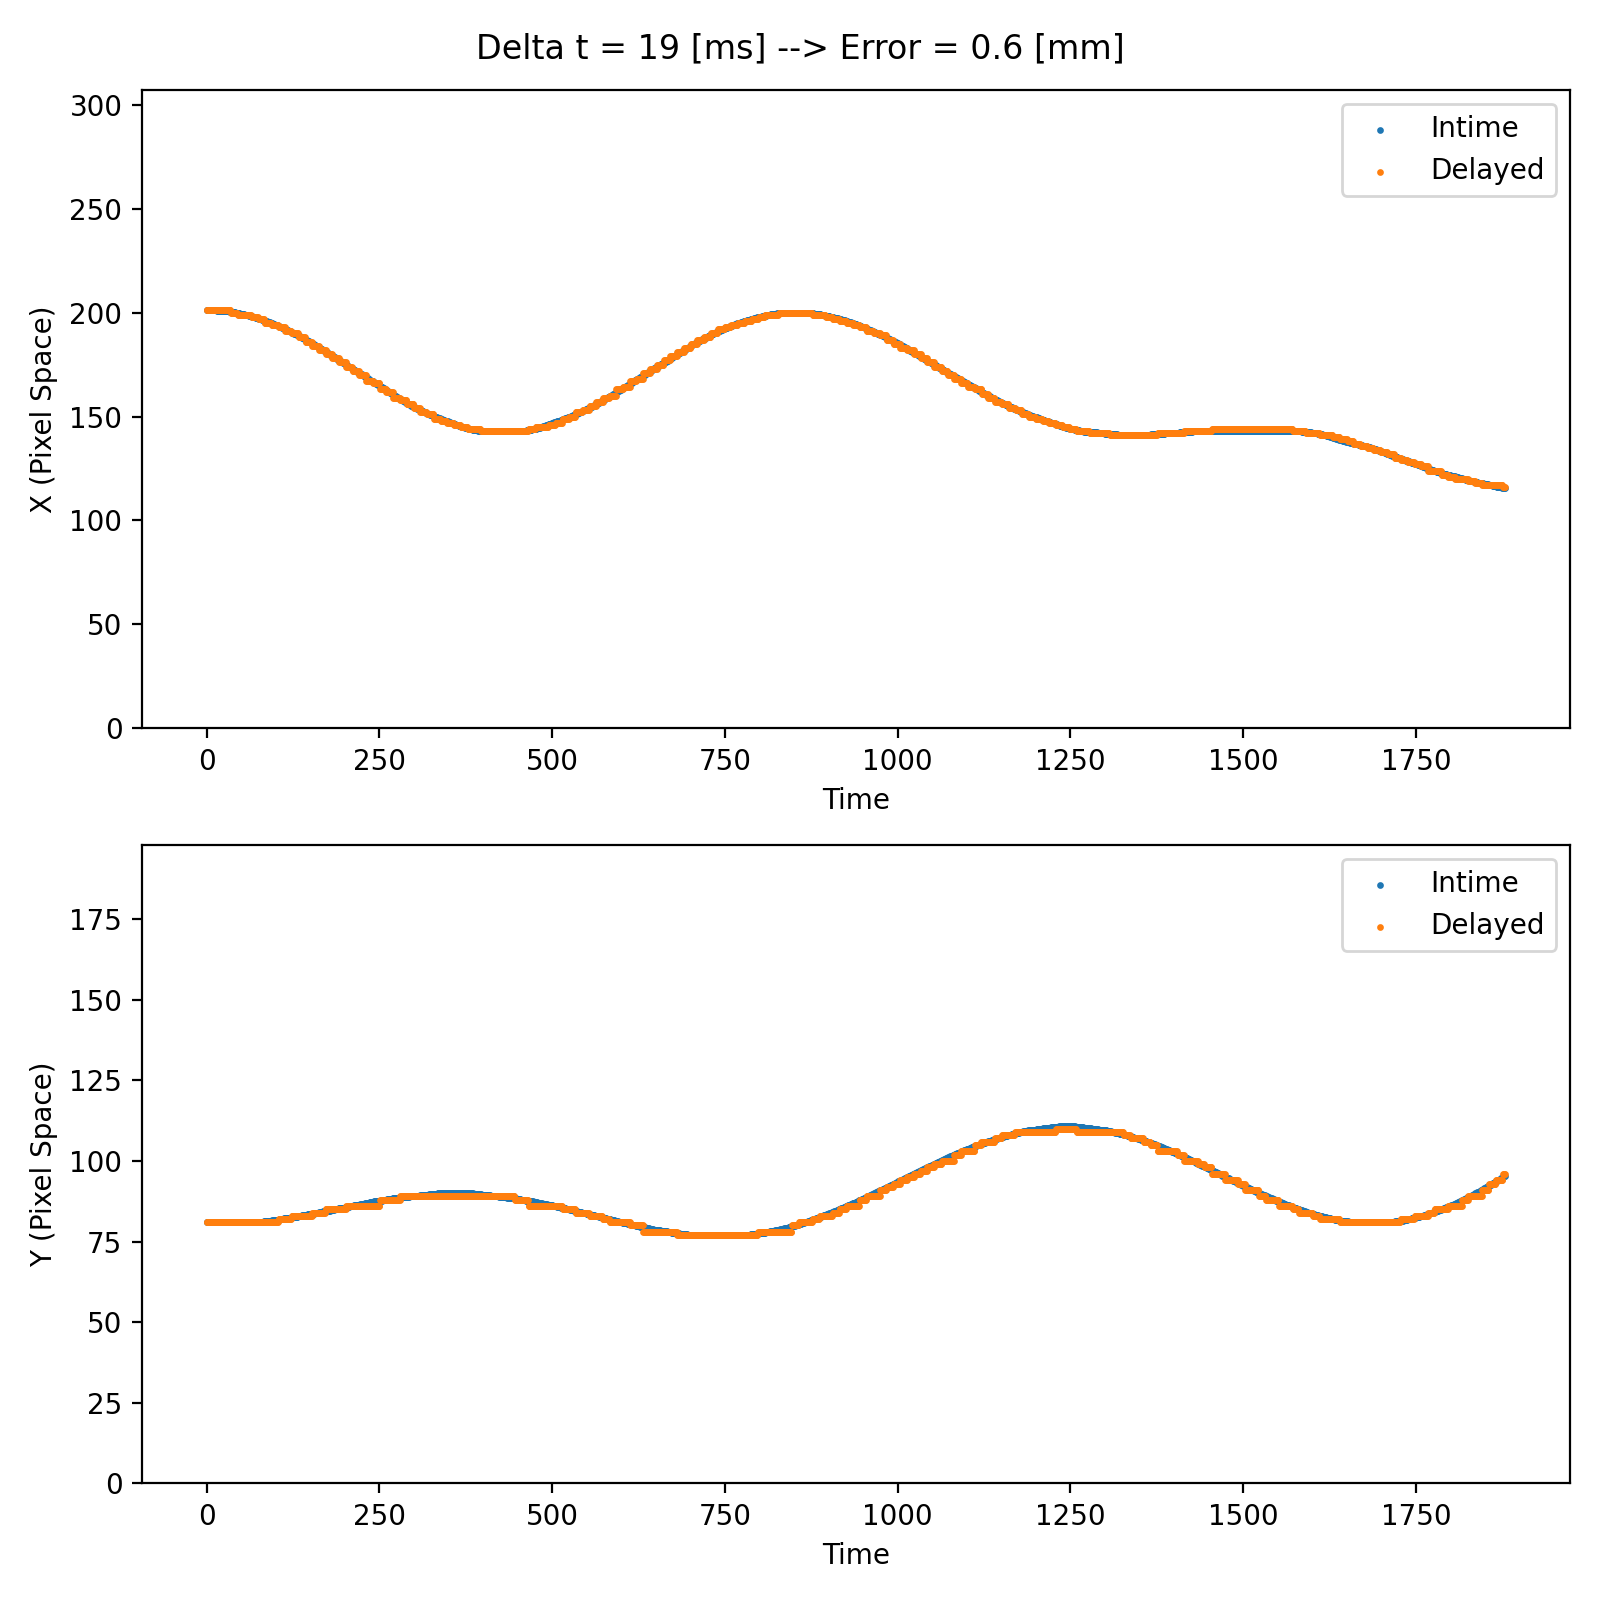 Delta t = 19 [ms] --> Error = 0.6 [mm]
300
250
200
150
100
50
0
X (Pixel Space)
Intime
Delayed
0 250 500 750 1000 1250 1500 1750
Time
175
150
125
100
75
50
25
0
Y (Pixel Space)
Intime
Delayed
0 250 500 750 1000 1250 1500 1750
Time